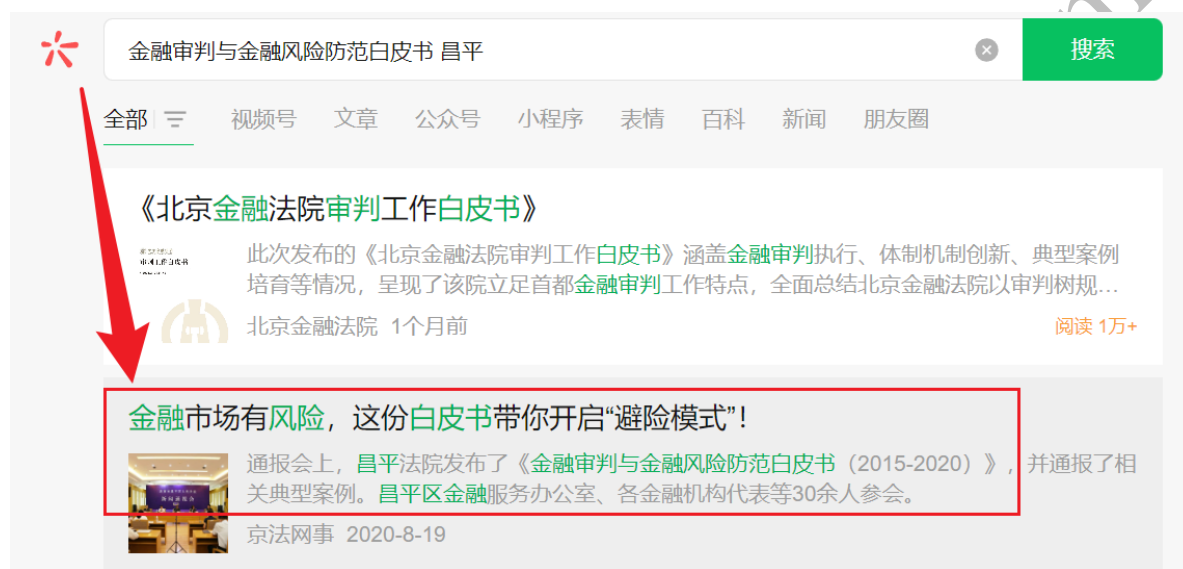 金融审判与金融风险防范白皮书 昌平
搜索
全部
视频号
文章
公众号
小程序
表情
百科
新闻
朋友圈
《北京金融法院审判工作白皮书》
此次发布的《北京金融法院审判工作白皮书》涵盖金融审判执行、体制机制创新、典型案例
培育等情况，呈现了该院立足首都金融审判工作特点，全面总结北京金融法院以审判树规...
北京金融法院 1个月前
阅读 1万+
金融市场有风险，这份白皮书带你开启“避险模式”!
通报会上，昌平法院发布了《金融审判与金融风险防范白皮书（2015-2020）》，并通报了相
关典型案例。昌平区金融服务办公室、各金融机构代表等30余人参会。
京法网事 2020-8-19